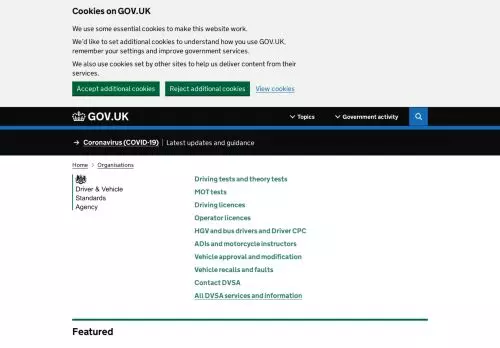 Cookies on GOV.UK
We use some essential cookies to make this website work.
We'd like to set additional cookies to understand how you use GOV.UK,
remember your settings and improve government services.
We also use cookies set by other sites to help us deliver content from their
services.
Accept additional cookies
Reject additional cookies
View cookies
GOV.UK
Topics
Government activity
→ Coronavirus (COVID-19) | Latest updates and guidance
Home > Organisations
Driver & Vehicle
Standards
Agency
Driving tests and theory tests
MOT tests
Driving licences
Operator licences
HGV and bus drivers and Driver CPC
ADIs and motorcycle instructors
Vehicle approval and modification
Vehicle recalls and faults
Contact DVSA
All DVSA services and information
Featured